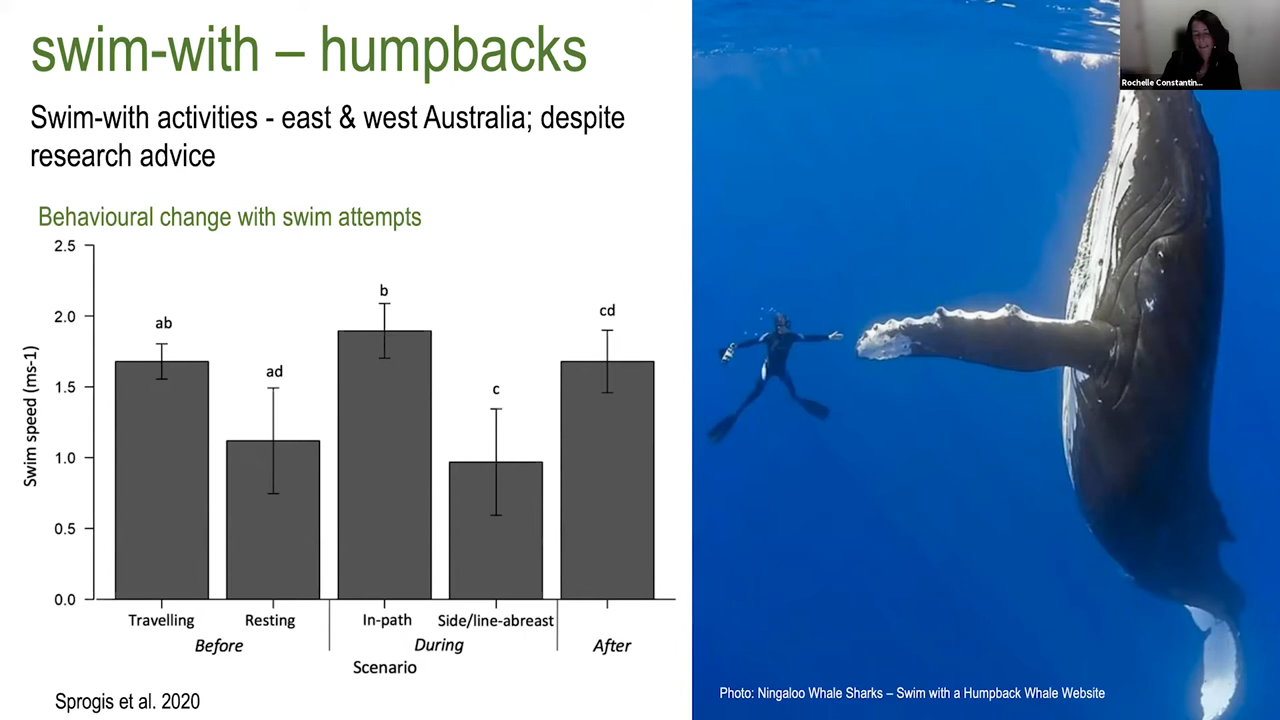 swim-with – humpbacks
Swim-with activities - east & west Australia; despite
research advice
Behavioural change with swim attempts
2.5
2.0
1.5
1.0
0.5
0.0
Swim speed (ms-1)
ab
ad
b
c
cd
Travelling
Resting
In-path
Side/line-abreast
Before
During
After
Scenario
Sprogis et al. 2020
Rochelle Constantin...
Photo: Ningaloo Whale Sharks – Swim with a Humpback Whale Website